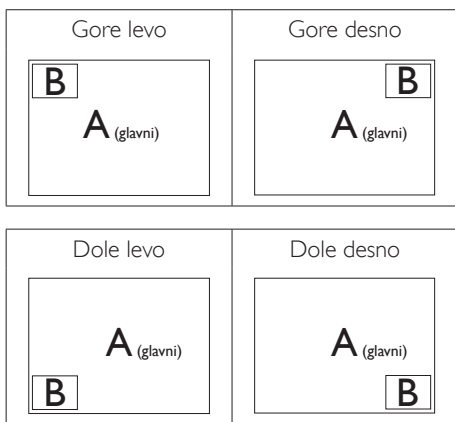 Gore levo
Gore desno
B
B
A (glavni)
A (glavni)
Dole levo
Dole desno
A (glavni)
A (glavni)
B
B